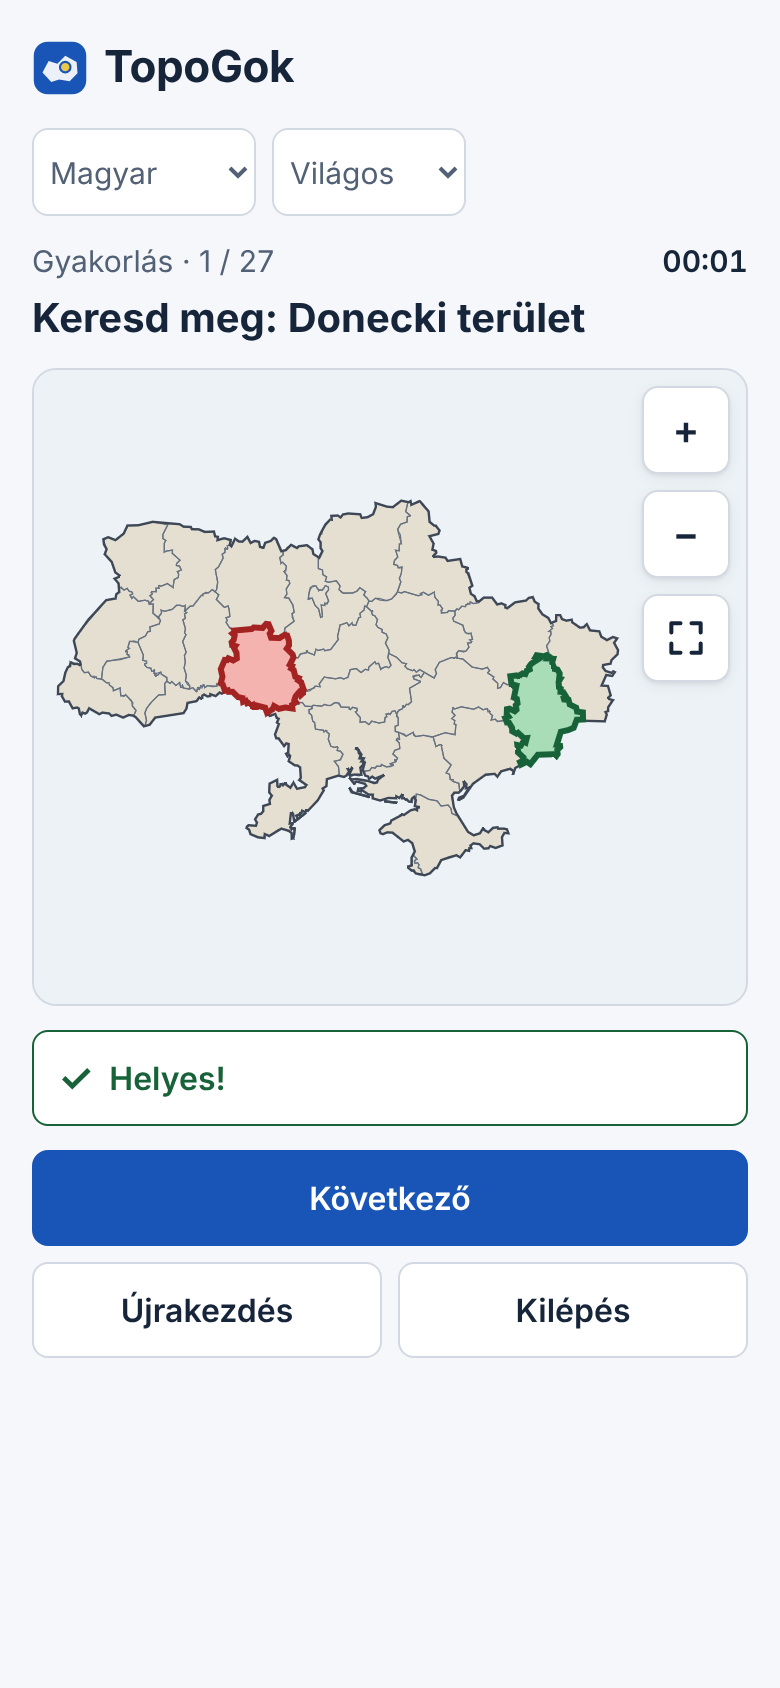 TopoGok
Magyar
Világos
Gyakorlás · 1 / 27
00:01
Keresd meg: Donecki terület
+
−
Helyes!
Következő
Újrakezdés
Kilépés